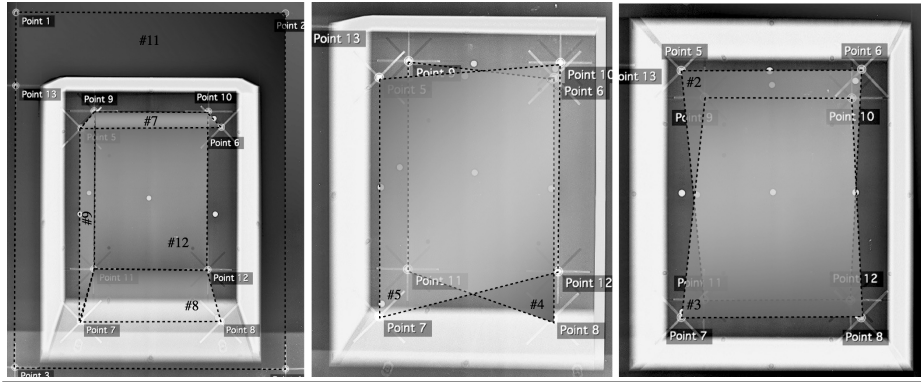 Point 1
Point 2
#11
Point 13
Point 9
Point 10
#7
Point 5
Point 6
#9
#12
Point 11
Point 12
#8
Point 7
Point 8
Point 3
Point 13
Point 9
Point 10
Point 5
Point 6
Point 11
Point 12
#5
#4
Point 7
Point 8
Point 5
Point 6
oint 13
#2
Point 9
Point 10
Point 11
Point 12
#3
Point 7
Point 8